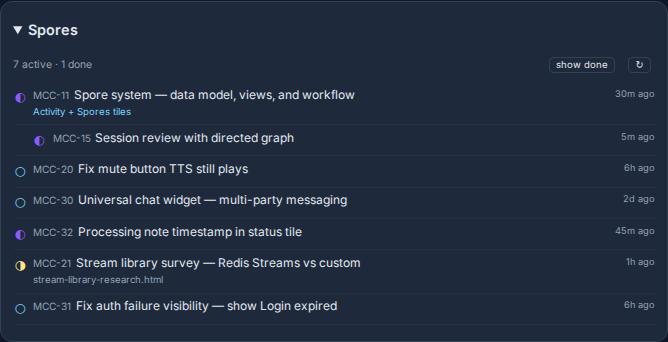 ▼ Spores
7 active · 1 done
show done
↻
MCC-11 Spore system — data model, views, and workflow
30m ago
Activity + Spores tiles
MCC-15 Session review with directed graph
5m ago
MCC-20 Fix mute button TTS still plays
6h ago
MCC-30 Universal chat widget — multi-party messaging
2d ago
MCC-32 Processing note timestamp in status tile
45m ago
MCC-21 Stream library survey — Redis Streams vs custom
1h ago
stream-library-research.html
MCC-31 Fix auth failure visibility — show Login expired
6h ago